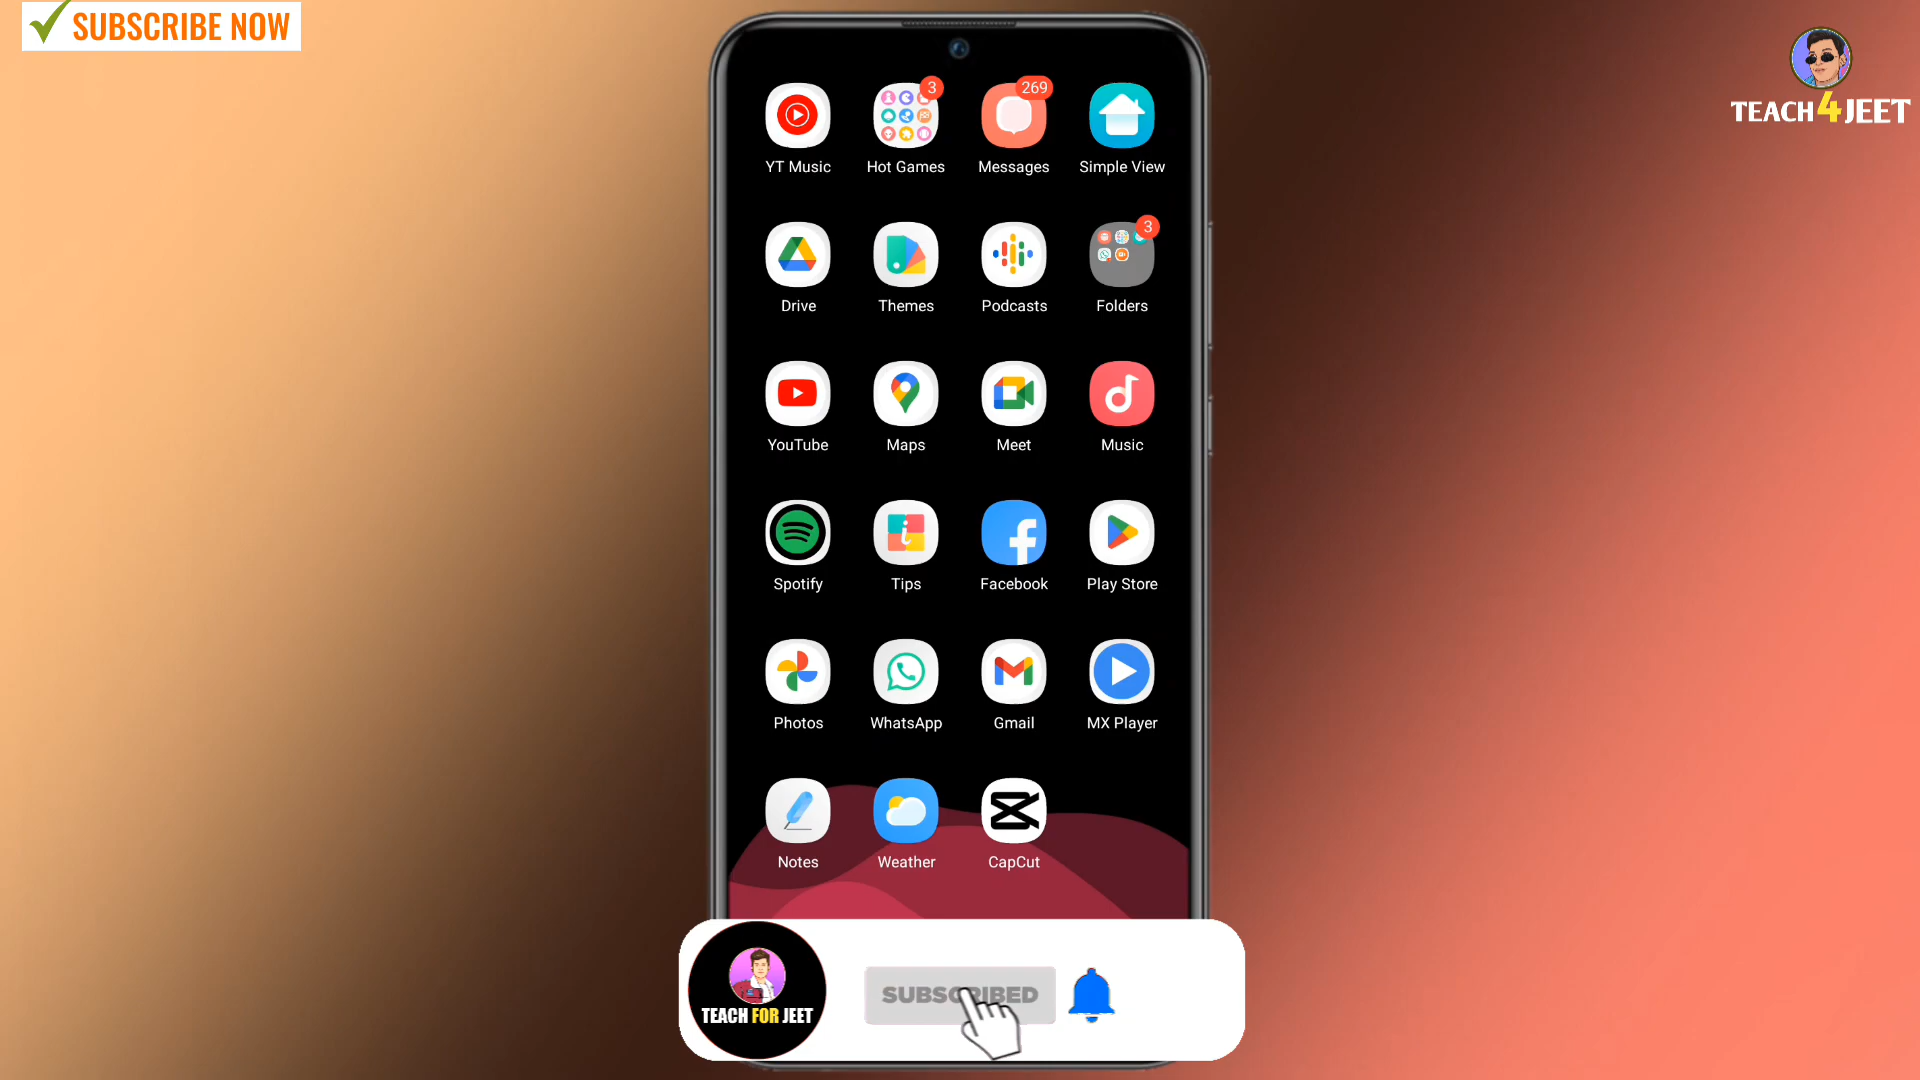 SUBSCRIBE NOW
TEACH4JEET
3
269
YT Music
Hot Games
Messages
Simple View
3
Drive
Themes
Podcasts
Folders
YouTube
Maps
Meet
Music
Spotify
Tips
Facebook
Play Store
Photos
WhatsApp
Gmail
MX Player
Notes
Weather
CapCut
TEACH FOR JEET
SUBSCRIBED